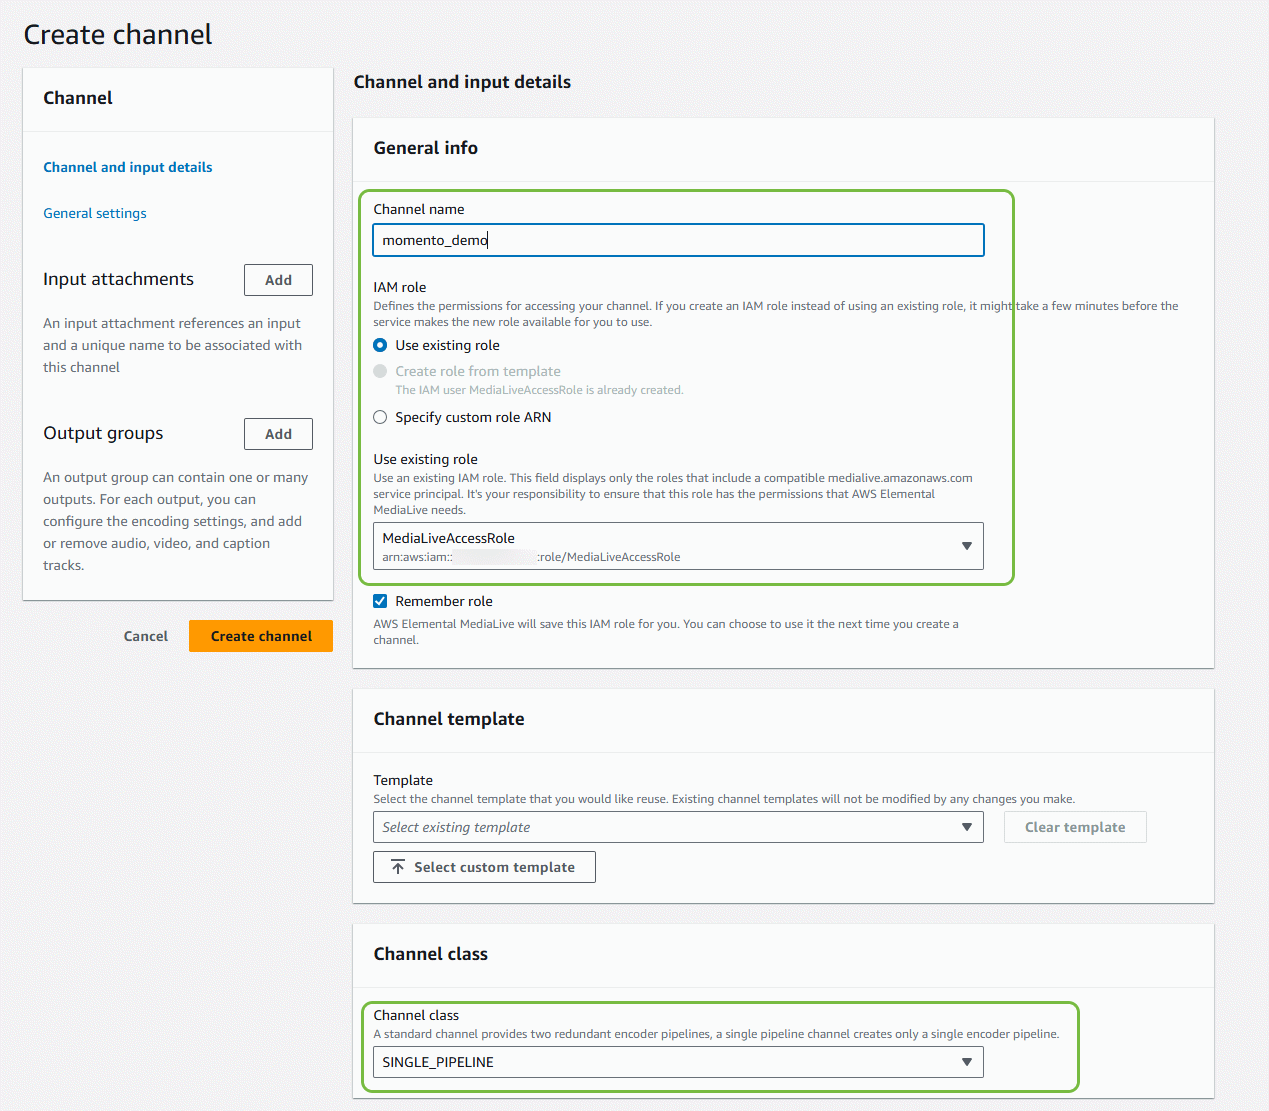 Create channel
Channel
Channel and input details
General settings
Input attachments
Add
An input attachment references an input
and a unique name to be associated with
this channel
Output groups
Add
An output group can contain one or many
outputs. For each output, you can
configure the encoding settings, and add
or remove audio, video, and caption
tracks.
Cancel
Create channel
Channel and input details
General info
Channel name
momento_demo
IAM role
Defines the permissions for accessing your channel. If you create an IAM role instead of using an existing role, it might take a few minutes before the
service makes the new role available for you to use.
Use existing role
Create role from template
The IAM user MediaLiveAccessRole is already created.
Specify custom role ARN
Use existing role
Use an existing IAM role. This field displays only the roles that include a compatible medialive.amazonaws.com
service principal. It's your responsibility to ensure that this role has the permissions that AWS Elemental
MediaLive needs.
MediaLiveAccessRole
arn:aws:iam:: :role/MediaLiveAccessRole
Remember role
AWS Elemental MediaLive will save this IAM role for you. You can choose to use it the next time you create a
channel.
Channel template
Template
Select the channel template that you would like reuse. Existing channel templates will not be modified by any changes you make.
Select existing template
Clear template
Select custom template
Channel class
Channel class
A standard channel provides two redundant encoder pipelines, a single pipeline channel creates only a single encoder pipeline.
SINGLE_PIPELINE